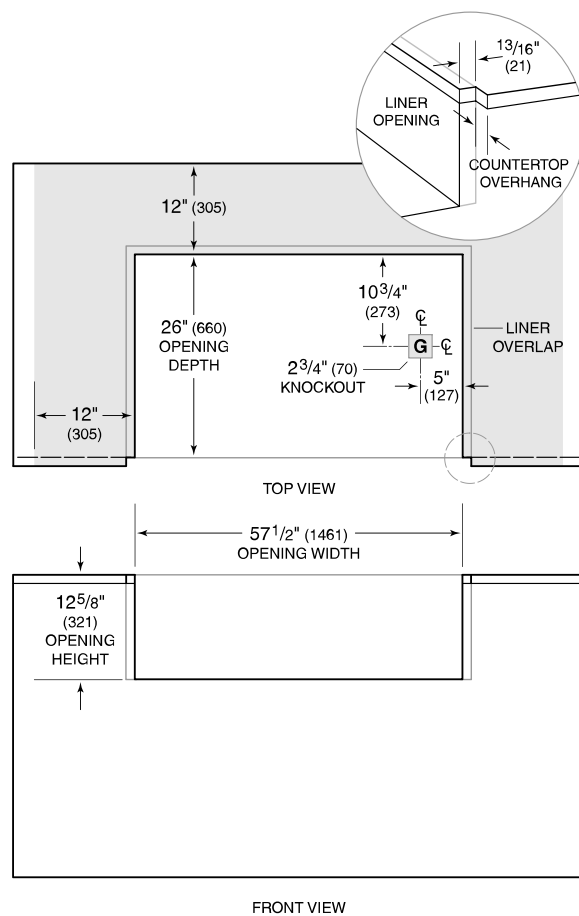 13/16"
(21)
LINER
OPENING
COUNTERTOP
OVERHANG
12" (305)
10 3/4"
(273)
℄
26" (660)
OPENING
DEPTH
G
℄
LINER
OVERLAP
2 3/4" (70)
KNOCKOUT
5"
(127)
12"
(305)
TOP VIEW
57 1/2" (1461)
OPENING WIDTH
12 5/8"
(321)
OPENING
HEIGHT
FRONT VIEW